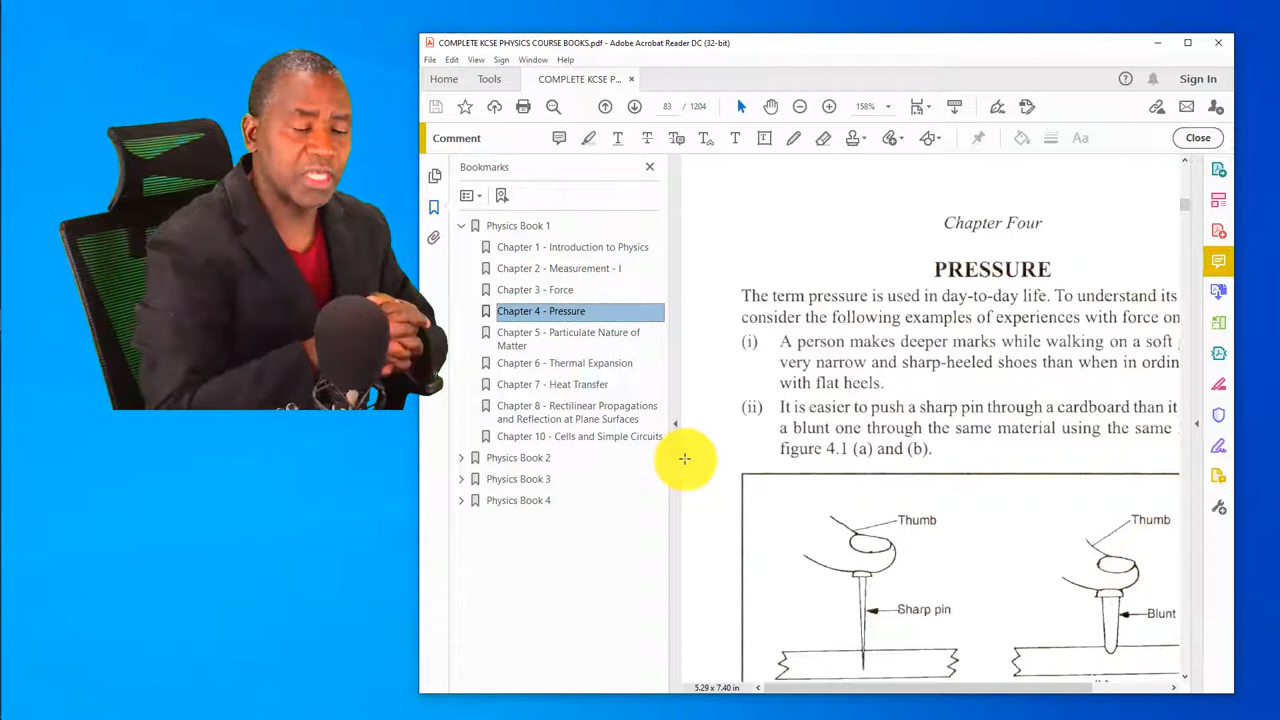 COMPLETE KCSE PHYSICS COURSE BOOKS.pdf - Adobe Acrobat Reader DC (32-bit)
File Edit View Sign Window Help
Home Tools COMPLETE KCSE P... × Sign In
83 / 1204 158%
Comment T T T T Aa Close
Bookmarks
Physics Book 1
Chapter 1 - Introduction to Physics
Chapter 2 - Measurement - I
Chapter 3 - Force
Chapter 4 - Pressure
Chapter 5 - Particulate Nature of
Matter
Chapter 6 - Thermal Expansion
Chapter 7 - Heat Transfer
Chapter 8 - Rectilinear Propagations
and Reflection at Plane Surfaces
Chapter 10 - Cells and Simple Circuits
Physics Book 2
Physics Book 3
Physics Book 4
Chapter Four
PRESSURE
The term pressure is used in day-to-day life. To understand its
consider the following examples of experiences with force on
(i) A person makes deeper marks while walking on a soft
very narrow and sharp-heeled shoes than when in ordin
with flat heels.
(ii) It is easier to push a sharp pin through a cardboard than it
a blunt one through the same material using the same
figure 4.1 (a) and (b).
Thumb Thumb
Sharp pin Blunt
5.29 x 7.40 in